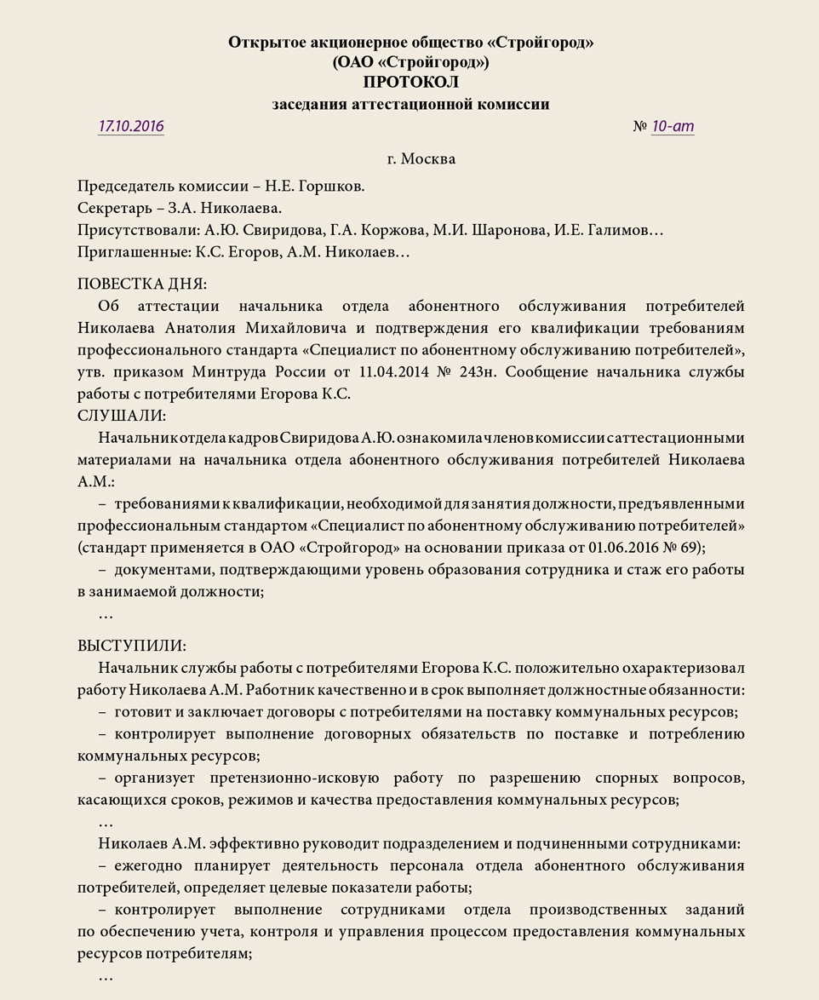 Открытое акционерное общество «Стройгород»
(ОАО «Стройгород»)
ПРОТОКОЛ
заседания аттестационной комиссии
17.10.2016 № 10-ат
г. Москва
Председатель комиссии – Н.Е. Горшков.
Секретарь – З.А. Николаева.
Присутствовали: А.Ю. Свиридова, Г.А. Коржова, М.И. Шаронова, И.Е. Галимов…
Приглашенные: К.С. Егоров, А.М. Николаев…
ПОВЕСТКА ДНЯ:
Об аттестации начальника отдела абонентного обслуживания потребителей
Николаева Анатолия Михайловича и подтверждения его квалификации требованиям
профессионального стандарта «Специалист по абонентному обслуживанию потребителей»,
утв. приказом Минтруда России от 11.04.2014 № 243н. Сообщение начальника службы
работы с потребителями Егорова К.С.
СЛУШАЛИ:
Начальник отдела кадров Свиридова А.Ю. ознакомила членов комиссии с аттестационными
материалами на начальника отдела абонентного обслуживания потребителей Николаева
А.М.:
– требованиями к квалификации, необходимой для занятия должности, предъявленными
профессиональным стандартом «Специалист по абонентному обслуживанию потребителей»
(стандарт применяется в ОАО «Стройгород» на основании приказа от 01.06.2016 № 69);
– документами, подтверждающими уровень образования сотрудника и стаж его работы
в занимаемой должности;
…
ВЫСТУПИЛИ:
Начальник службы работы с потребителями Егорова К.С. положительно охарактеризовал
работу Николаева А.М. Работник качественно и в срок выполняет должностные обязанности:
– готовит и заключает договоры с потребителями на поставку коммунальных ресурсов;
– контролирует выполнение договорных обязательств по поставке и потреблению
коммунальных ресурсов;
– организует претензионно-исковую работу по разрешению спорных вопросов,
касающихся сроков, режимов и качества предоставления коммунальных ресурсов;
…
Николаев А.М. эффективно руководит подразделением и подчиненными сотрудниками:
– ежегодно планирует деятельность персонала отдела абонентного обслуживания
потребителей, определяет целевые показатели работы;
– контролирует выполнение сотрудниками отдела производственных заданий
по обеспечению учета, контроля и управления процессом предоставления коммунальных
ресурсов потребителям;
…